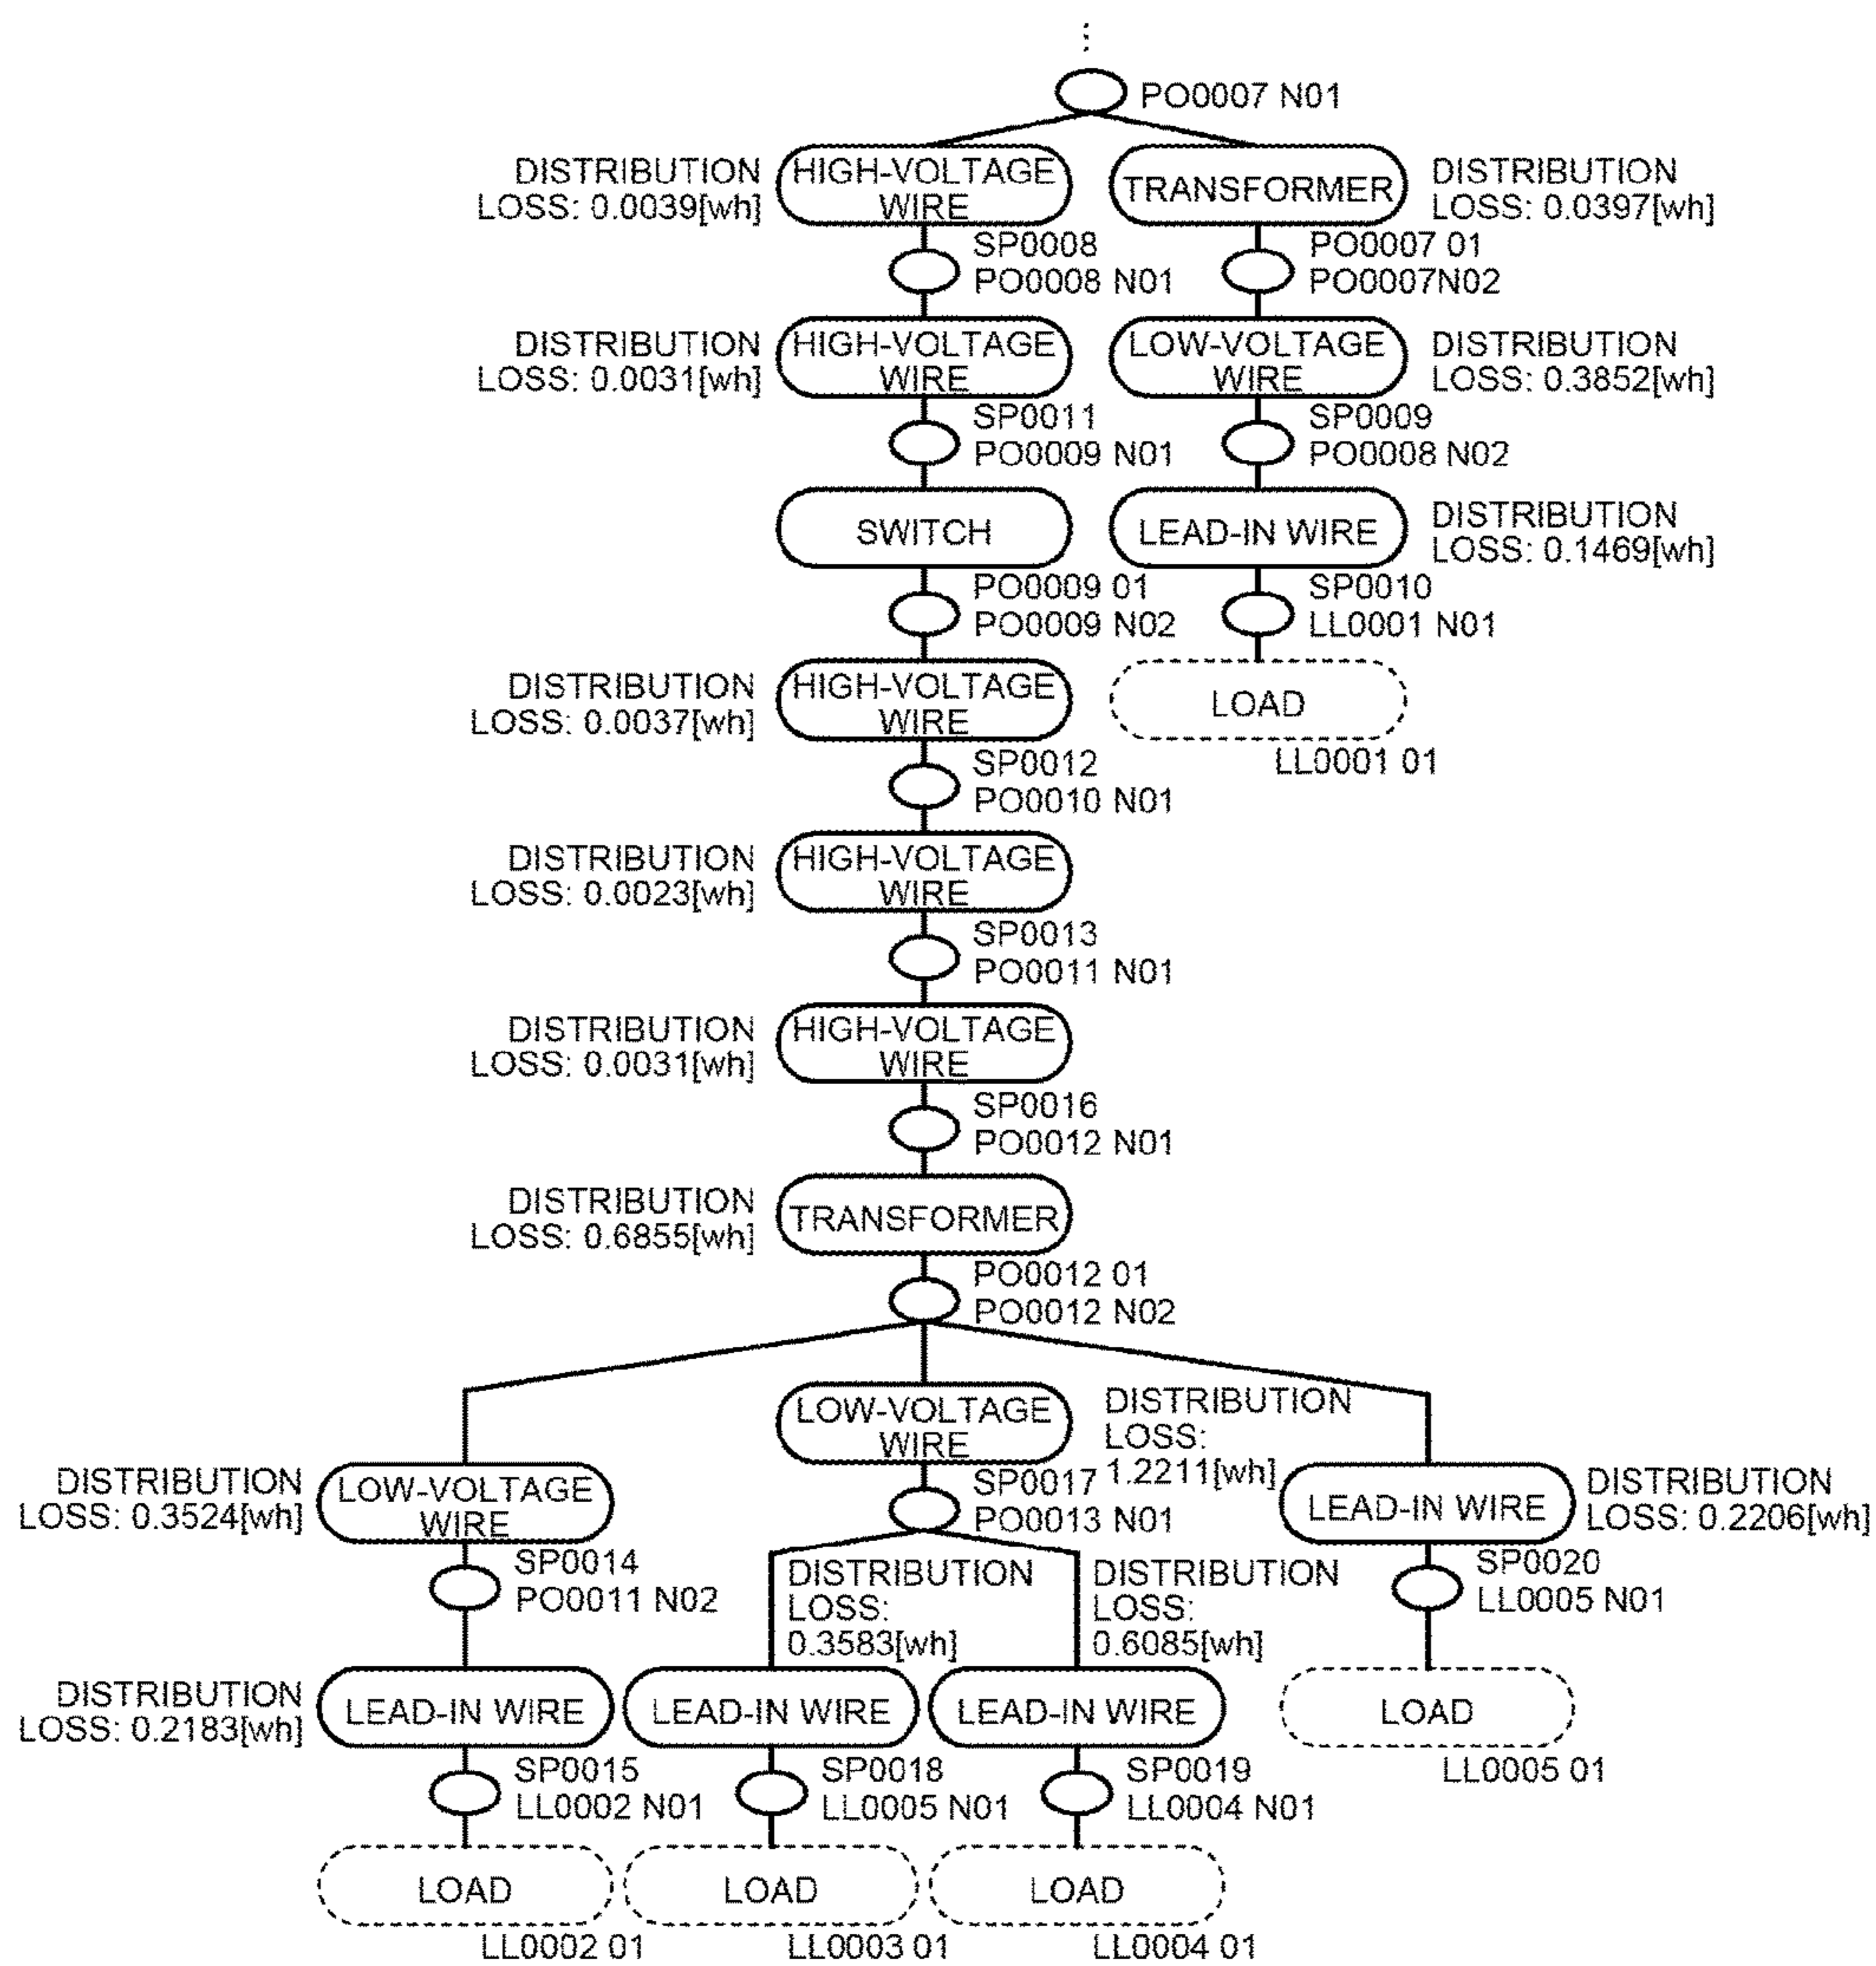 PO0007 N01
DISTRIBUTION
LOSS: 0.0039[wh]
HIGH-VOLTAGE
WIRE
TRANSFORMER
DISTRIBUTION
LOSS: 0.0397[wh]
SP0008
PO0008 N01
PO0007 01
PO0007N02
DISTRIBUTION
LOSS: 0.0031[wh]
HIGH-VOLTAGE
WIRE
LOW-VOLTAGE
WIRE
DISTRIBUTION
LOSS: 0.3852[wh]
SP0011
PO0009 N01
SP0009
PO0008 N02
SWITCH
LEAD-IN WIRE
DISTRIBUTION
LOSS: 0.1469[wh]
PO0009 01
PO0009 N02
SP0010
LL0001 N01
DISTRIBUTION
LOSS: 0.0037[wh]
HIGH-VOLTAGE
WIRE
LOAD
LL0001 01
SP0012
PO0010 N01
DISTRIBUTION
LOSS: 0.0023[wh]
HIGH-VOLTAGE
WIRE
SP0013
PO0011 N01
DISTRIBUTION
LOSS: 0.0031[wh]
HIGH-VOLTAGE
WIRE
SP0016
PO0012 N01
DISTRIBUTION
LOSS: 0.6855[wh]
TRANSFORMER
PO0012 01
PO0012 N02
LOW-VOLTAGE
WIRE
DISTRIBUTION
LOSS:
1.2211[wh]
DISTRIBUTION
LOSS: 0.3524[wh]
LOW-VOLTAGE
WIRE
SP0017
PO0013 N01
LEAD-IN WIRE
DISTRIBUTION
LOSS: 0.2206[wh]
SP0014
PO0011 N02
DISTRIBUTION
LOSS:
0.3583[wh]
DISTRIBUTION
LOSS:
0.6085[wh]
SP0020
LL0005 N01
DISTRIBUTION
LOSS: 0.2183[wh]
LEAD-IN WIRE
LEAD-IN WIRE
LEAD-IN WIRE
LOAD
LL0005 01
SP0015
LL0002 N01
SP0018
LL0005 N01
SP0019
LL0004 N01
LOAD
LOAD
LOAD
LL0002 01
LL0003 01
LL0004 01